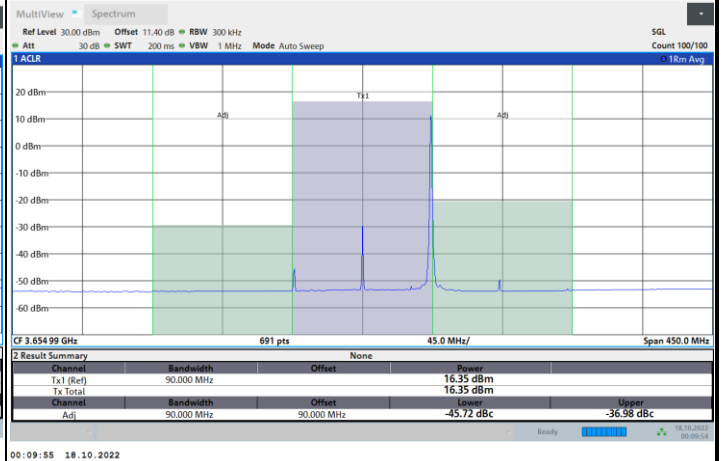 MultiView Spectrum
Ref Level 30.00 dBm Offset 11.40 dB RBW 300 kHz SGL
Att 30 dB SWT 200 ms VBW 1 MHz Mode Auto Sweep Count 100/100
1 ACLR 1Rm Avg
20 dBm
Tx1
10 dBm Adj Adj
0 dBm
-10 dBm
-20 dBm
-30 dBm
-40 dBm
-50 dBm
-60 dBm
CF 3.654 99 GHz 691 pts 45.0 MHz/ Span 450.0 MHz
2 Result Summary None
Channel Bandwidth Offset Power
Tx1 (Ref) 90.000 MHz 16.35 dBm
Tx Total 16.35 dBm
Channel Bandwidth Offset Lower Upper
Adj 90.000 MHz 90.000 MHz -45.72 dBc -36.98 dBc
Ready 18.10.2022
00:09:54
00:09:55 18.10.2022